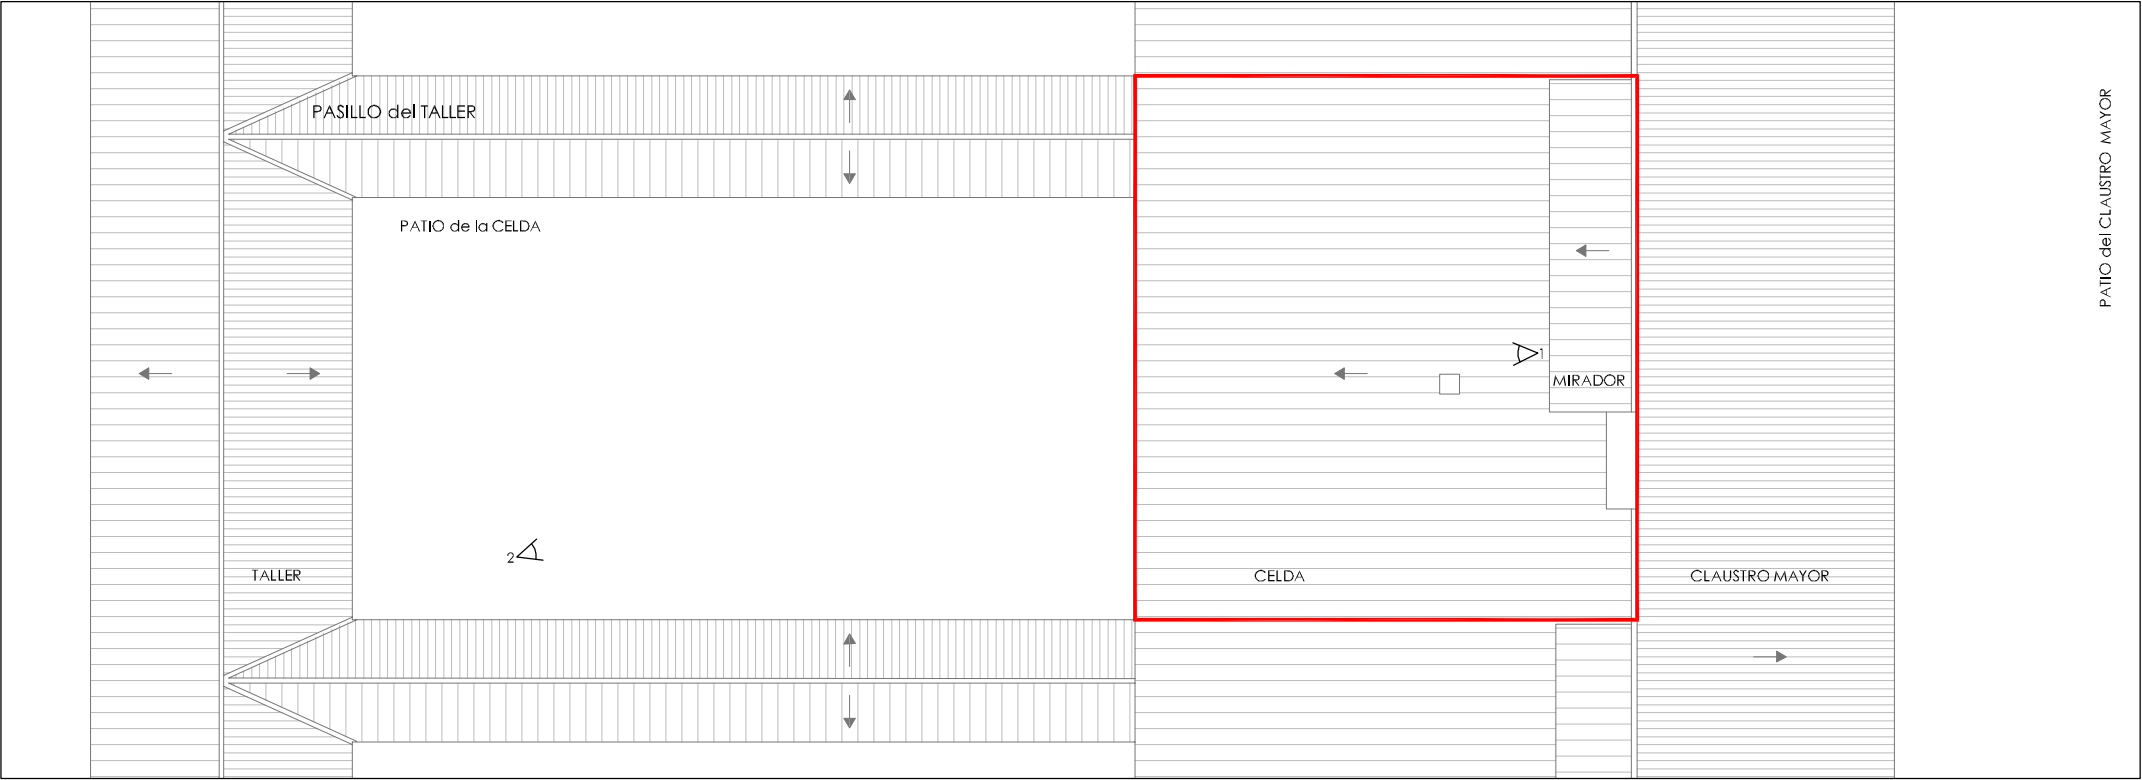 PASILLO del TALLER
PATIO de la CELDA
PATIO del CLAUSTRO MAYOR
1
MIRADOR
2
TALLER
CELDA
CLAUSTRO MAYOR